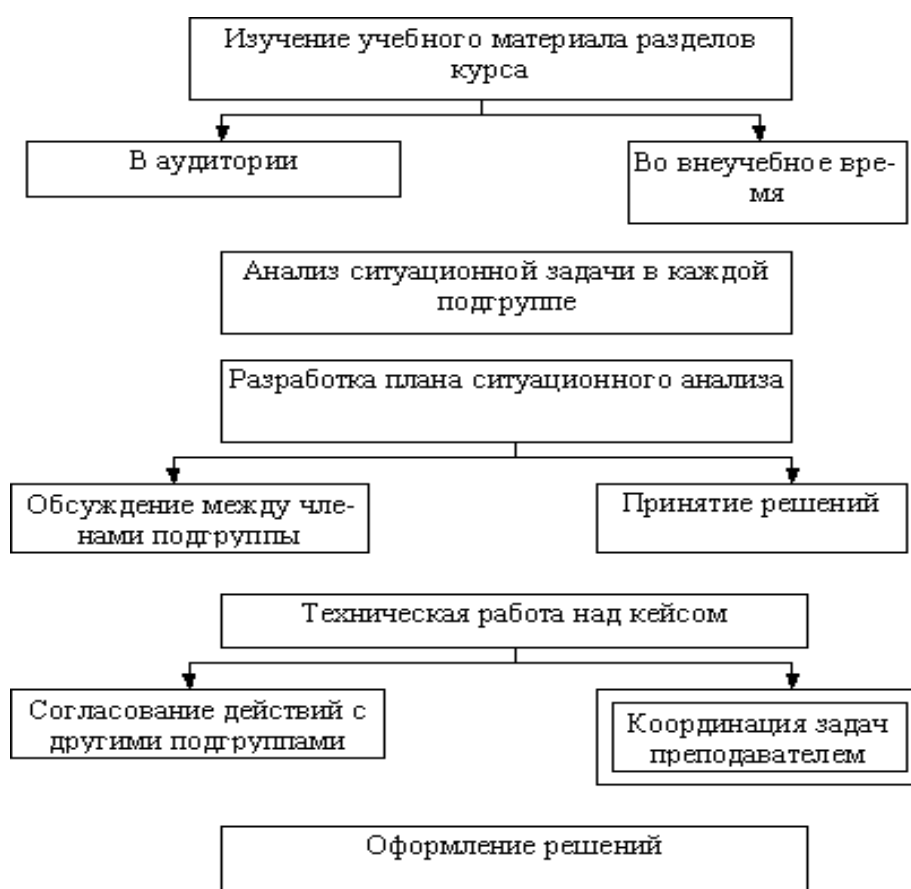 Изучение учебного материала разделов
курса
В аудитории
Во внеучебное вре-
мя
Анализ ситуационной задачи в каждой
подгруппе
Разработка плана ситуационного анализа
Обсуждение между чле-
нами подгруппы
Принятие решений
Техническая работа над кейсом
Согласование действий с
другими подгруппами
Координация задач
преподавателем
Оформление решений